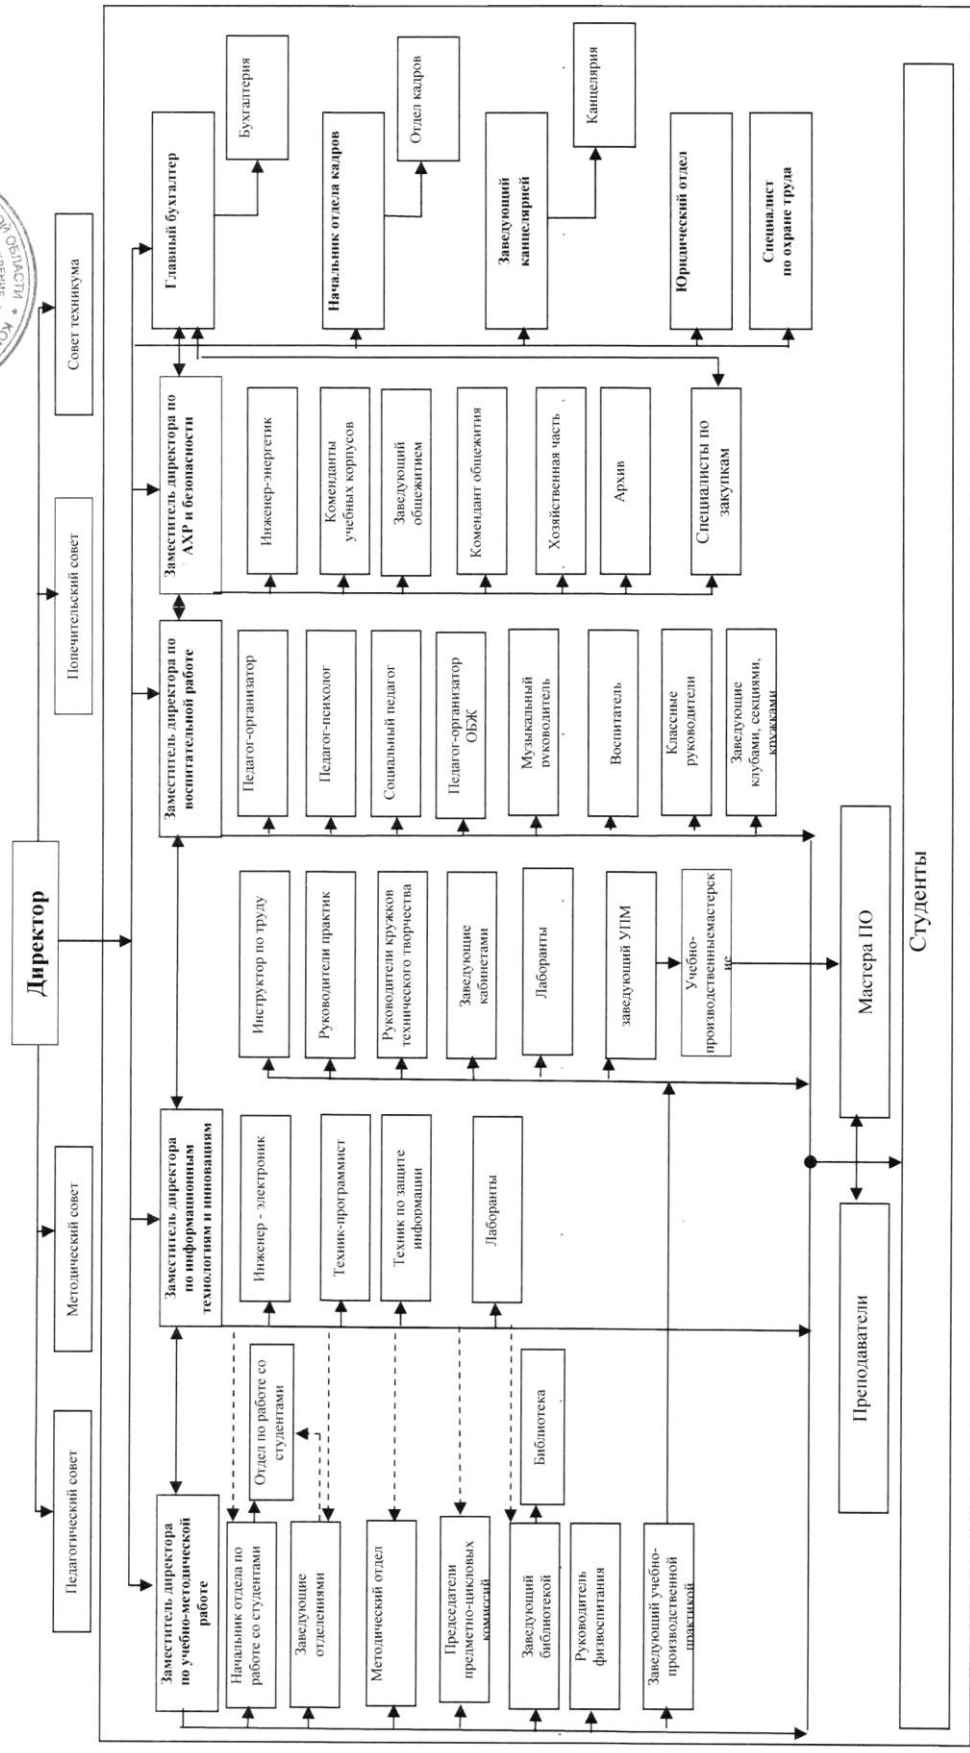 Директор
Педагогический совет
Методический совет
Попечительский совет
Совет техникума
Заместитель директора
по учебно-методической
работе
Заместитель директора
по информационным
технологиям и инновациям
Заместитель директора по
воспитательной работе
Заместитель директора по
АХР и безопасности
Главный бухгалтер
Бухгалтерия
Начальник отдела кадров
Отдел кадров
Заведующий
канцелярией
Канцелярия
Юридический отдел
Специалист
по охране труда
Начальник отдела по
работе со студентами
Отдел по работе со
студентами
Заведующие
отделениями
Методический отдел
Председатели
предметно-цикловых
комиссий
Заведующий
библиотекой
Библиотека
Руководитель
физвоспитания
Заведующий учебно-
производственной
практикой
Инженер - электроник
Техник-программист
Техник по защите
информации
Лаборанты
Инструктор по труду
Руководители практик
Руководители кружков
технического творчества
Заведующие
кабинетами
Лаборанты
заведующий УПМ
Учебно-
производственныемастерск
ие
Педагог-организатор
Педагог-психолог
Социальный педагог
Педагог-организатор
ОБЖ
Музыкальный
руководитель
Воспитатель
Классные
руководители
Заведующие
клубами, секциями,
кружками
Инженер-энергетик
Коменданты
учебных корпусов
Заведующий
общежитием
Комендант общежития
Хозяйственная часть
Архив
Специалисты по
закупкам
Преподаватели
Мастера ПО
Студенты
ОЙ ОБЛАСТИ *